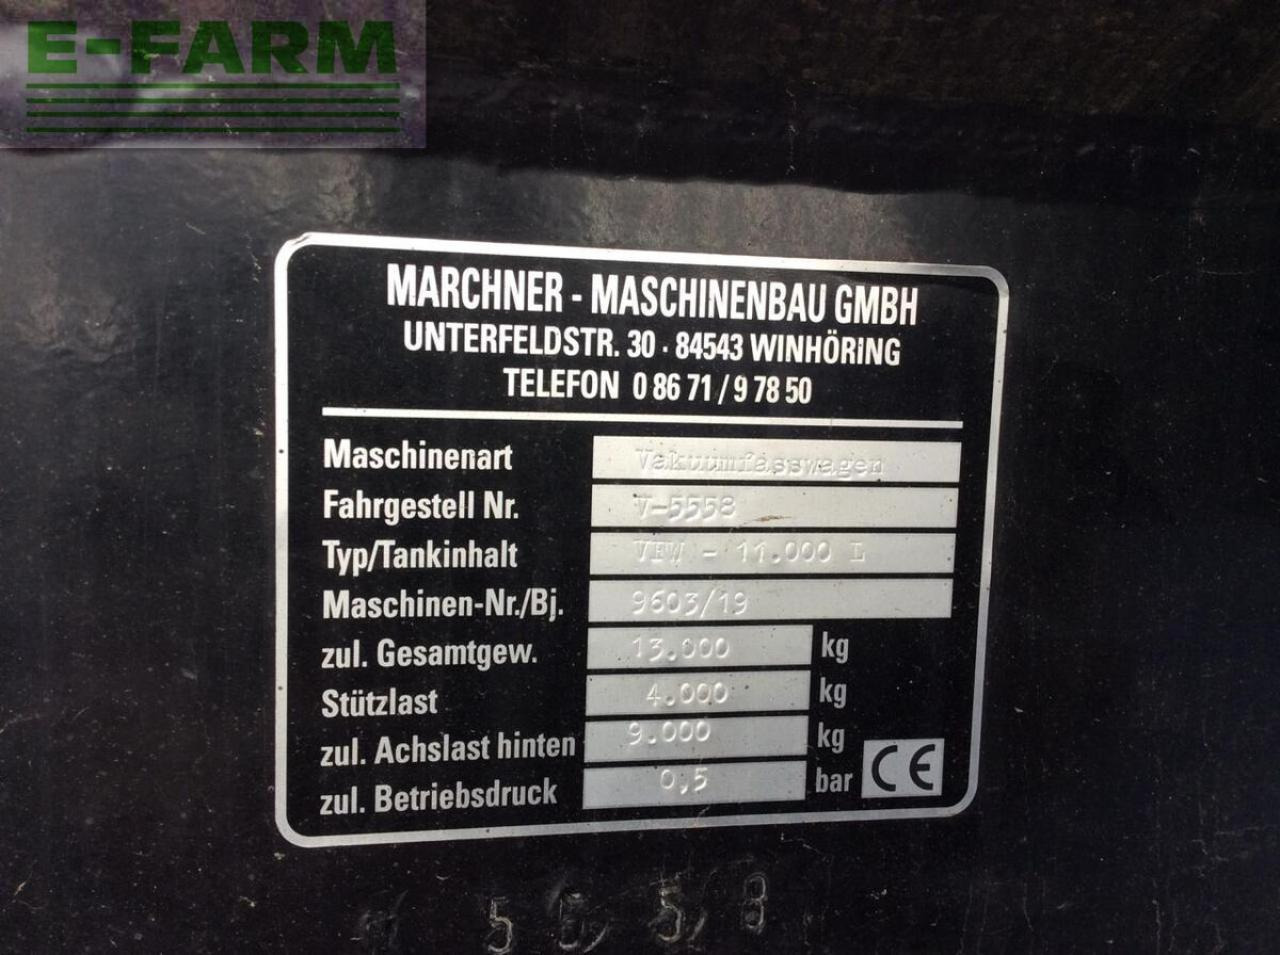 E-FARM
MARCHNER - MASCHINENBAU GMBH
UNTERFELDSTR. 30 · 84543 WINHÖRING
TELEFON 0 86 71 / 9 78 50
Maschinenart Vakuumfasswagen
Fahrgestell Nr. V-5558
Typ/Tankinhalt VFW - 11.000 L
Maschinen-Nr./Bj. 9603/19
zul. Gesamtgew. 13.000 kg
Stützlast 4.000 kg
zul. Achslast hinten 9.000 kg
zul. Betriebsdruck 0,5 bar CE
5558